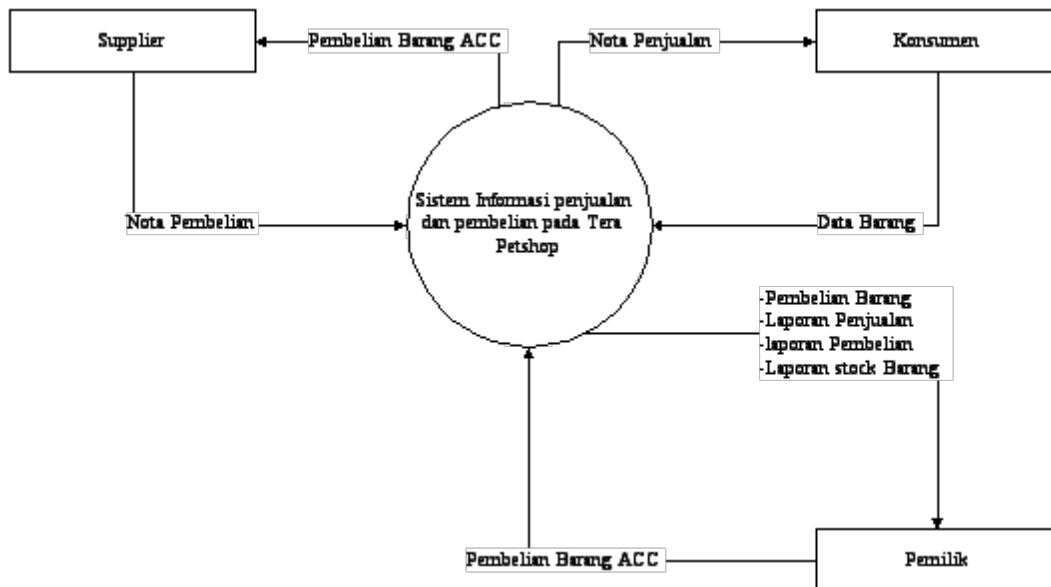 Supplier
Pembelian Barang ACC
Nota Penjualan
Konsumen
Nota Pembelian
Sistem Informasi penjualan
dan pembelian pada Tera
Petshop
Data Barang
-Pembelian Barang
-Laporan Penjualan
-laporan Pembelian
-Laporan stock Barang
Pembelian Barang ACC
Pemilik